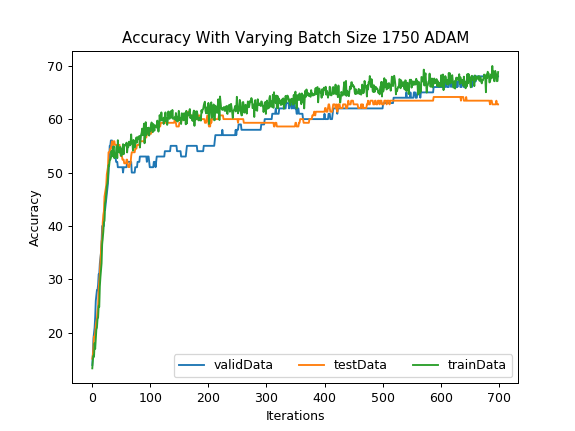 Accuracy With Varying Batch Size 1750 ADAM
70
60
50
40
30
20
Accuracy
validData testData trainData
0 100 200 300 400 500 600 700
Iterations